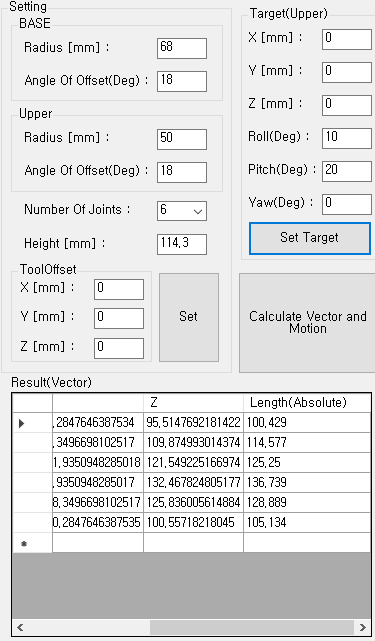 Setting
BASE
Radius [mm] : 68
Angle Of Offset(Deg) : 18
Upper
Radius [mm] : 50
Angle Of Offset(Deg) : 18
Number Of Joints : 6
Height [mm] : 114,3
ToolOffset
X [mm] : 0
Y [mm] : 0
Z [mm] : 0
Set
Target(Upper)
X [mm] : 0
Y [mm] : 0
Z [mm] : 0
Roll(Deg) : 10
Pitch(Deg) : 20
Yaw(Deg) : 0
Set Target
Calculate Vector and
Motion
Result(Vector)
Z Length(Absolute)
,2847646387534 95,5147692181422 100,429
,3496698102517 109,874993014374 114,577
1,9350948285018 121,549225166974 125,25
,9350948285017 132,467824805177 136,739
8,3496698102517 125,836005614884 128,889
0,2847646387535 100,55718218045 105,134